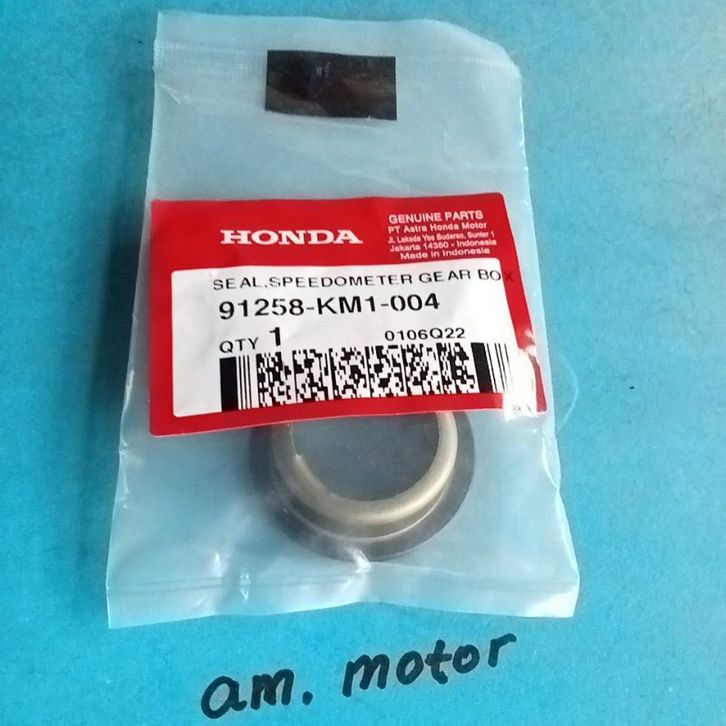 HONDA
GENUINE PARTS
PT Astra Honda Motor
Jl. Laksda Yos Sudarso, Sunter 1
Jakarta 14350 - Indonesia
Made in Indonesia
SEAL,SPEEDOMETER GEAR BOX
91258-KM1-004
QTY 1
0106Q22
am. motor